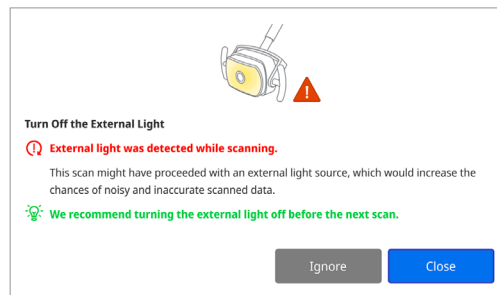 Turn Off the External Light
External light was detected while scanning.
This scan might have proceeded with an external light source, which would increase the
chances of noisy and inaccurate scanned data.
We recommend turning the external light off before the next scan.
Ignore
Close